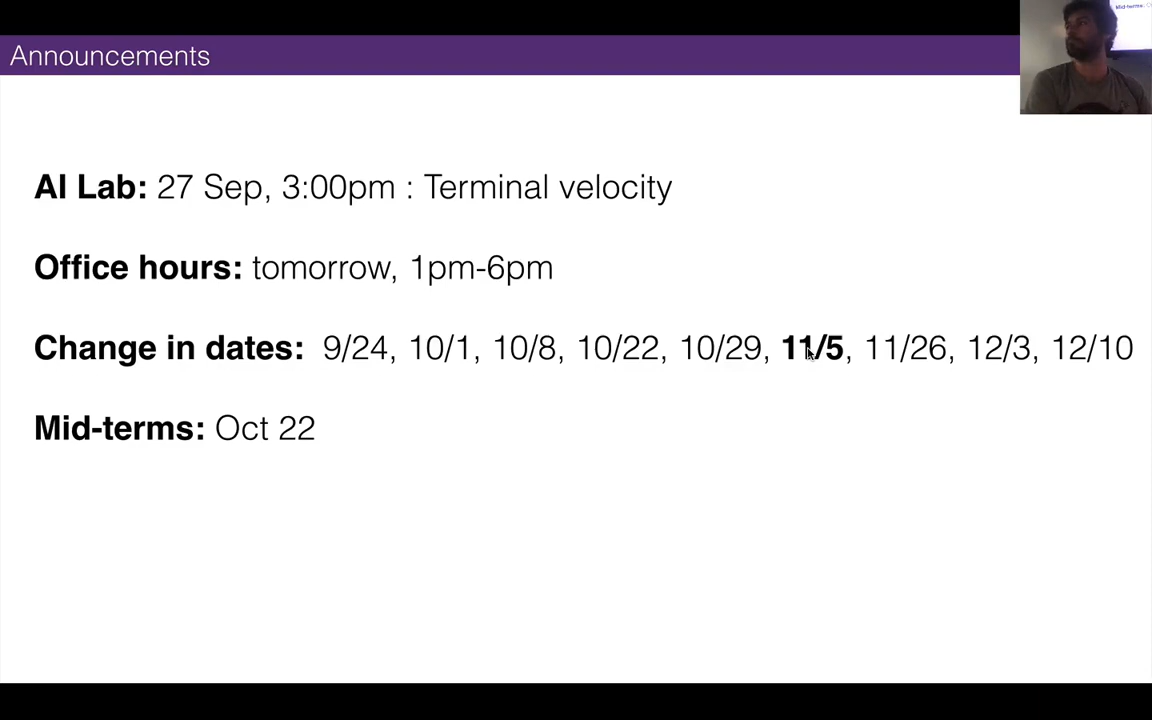 Announcements
AI Lab: 27 Sep, 3:00pm : Terminal velocity
Office hours: tomorrow, 1pm-6pm
Change in dates: 9/24, 10/1, 10/8, 10/22, 10/29, 11/5, 11/26, 12/3, 12/10
Mid-terms: Oct 22
Mid-terms: